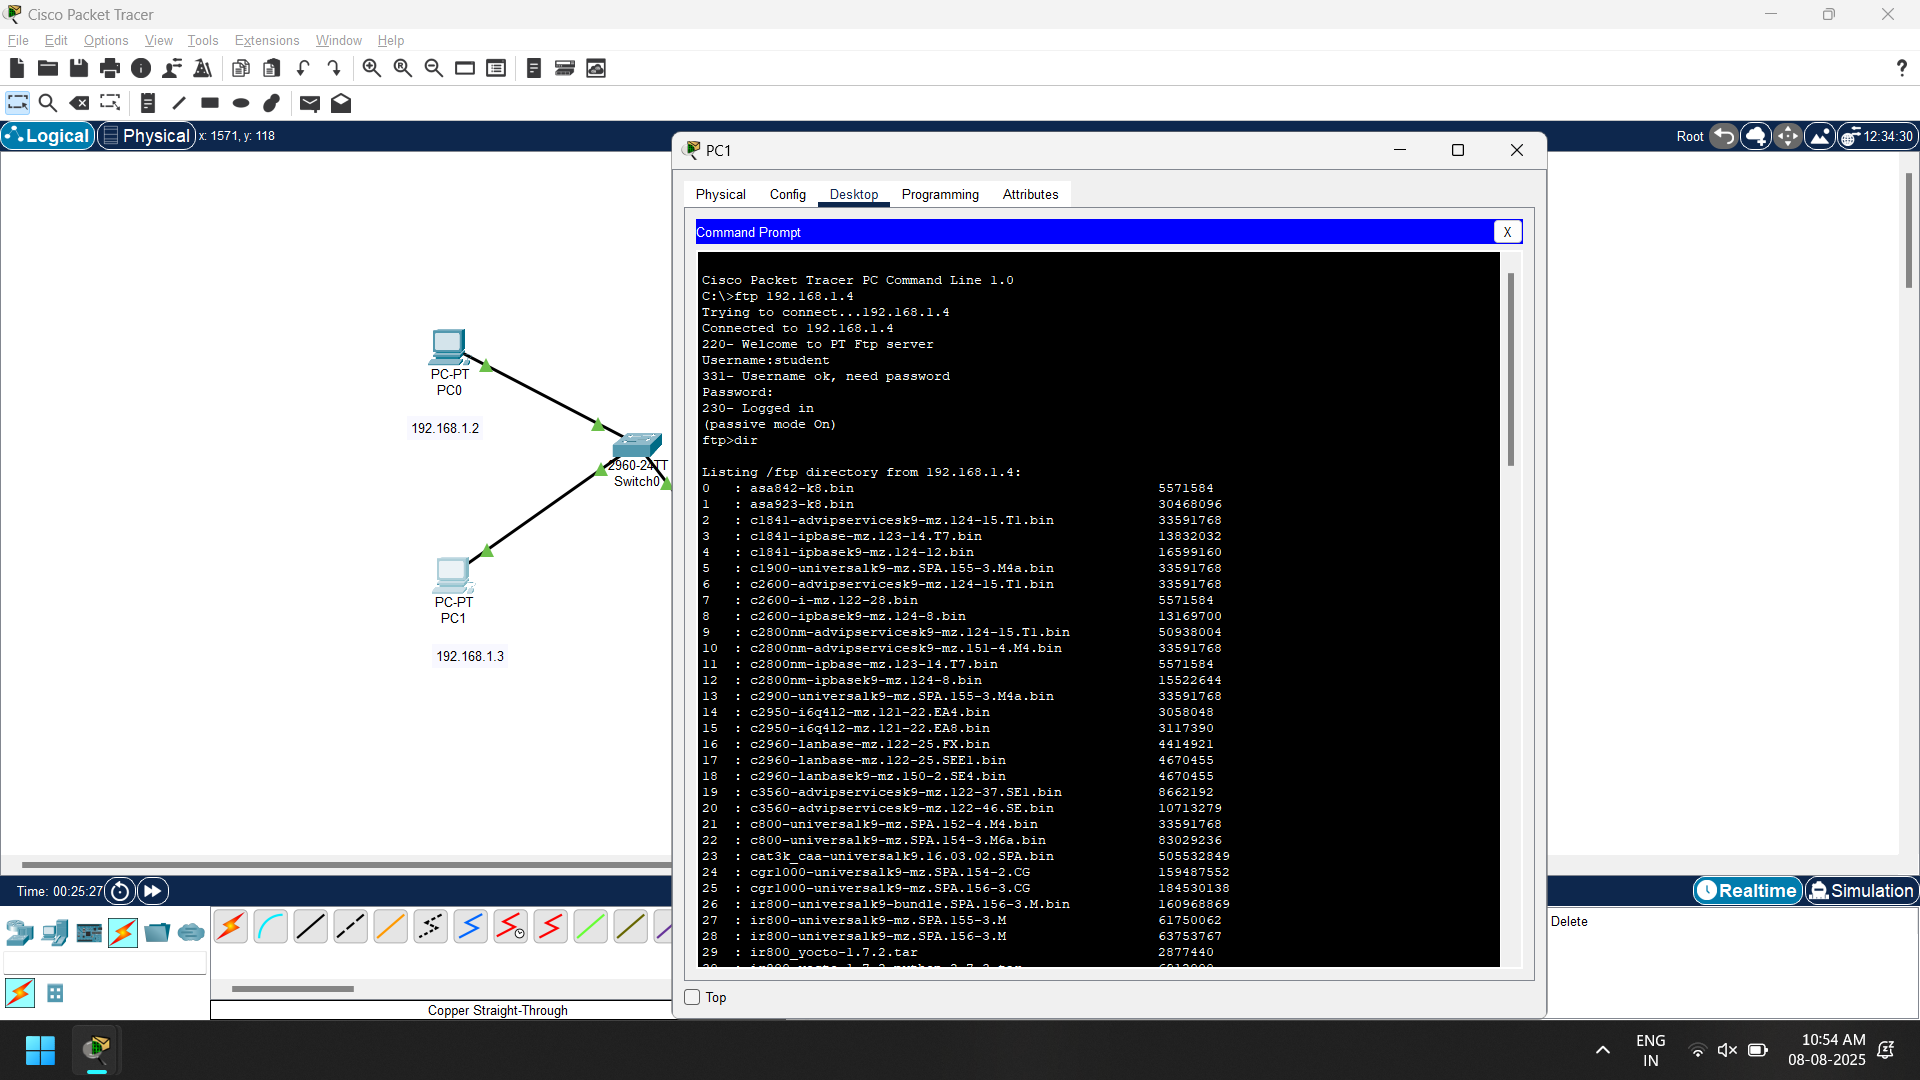 Cisco Packet Tracer
File Edit Options View Tools Extensions Window Help
?
Logical Physical x: 1571, y: 118
Root 12:34:30
PC-PT
PC0
192.168.1.2
2960-24TT
Switch0
PC-PT
PC1
192.168.1.3
PC1
Physical Config Desktop Programming Attributes
Command Prompt
X
Cisco Packet Tracer PC Command Line 1.0
C:\>ftp 192.168.1.4
Trying to connect...192.168.1.4
Connected to 192.168.1.4
220- Welcome to PT Ftp server
Username:student
331- Username ok, need password
Password:
230- Logged in
(passive mode On)
ftp>dir
Listing /ftp directory from 192.168.1.4:
0 : asa842-k8.bin 5571584
1 : asa923-k8.bin 30468096
2 : c1841-advipservicesk9-mz.124-15.T1.bin 33591768
3 : c1841-ipbase-mz.123-14.T7.bin 13832032
4 : c1841-ipbasek9-mz.124-12.bin 16599160
5 : c1900-universalk9-mz.SPA.155-3.M4a.bin 33591768
6 : c2600-advipservicesk9-mz.124-15.T1.bin 33591768
7 : c2600-i-mz.122-28.bin 5571584
8 : c2600-ipbasek9-mz.124-8.bin 13169700
9 : c2800nm-advipservicesk9-mz.124-15.T1.bin 50938004
10 : c2800nm-advipservicesk9-mz.151-4.M4.bin 33591768
11 : c2800nm-ipbase-mz.123-14.T7.bin 5571584
12 : c2800nm-ipbasek9-mz.124-8.bin 15522644
13 : c2900-universalk9-mz.SPA.155-3.M4a.bin 33591768
14 : c2950-i6q4l2-mz.121-22.EA4.bin 3058048
15 : c2950-i6q4l2-mz.121-22.EA8.bin 3117390
16 : c2960-lanbase-mz.122-25.FX.bin 4414921
17 : c2960-lanbase-mz.122-25.SEE1.bin 4670455
18 : c2960-lanbasek9-mz.150-2.SE4.bin 4670455
19 : c3560-advipservicesk9-mz.122-37.SE1.bin 8662192
20 : c3560-advipservicesk9-mz.122-46.SE.bin 10713279
21 : c800-universalk9-mz.SPA.152-4.M4.bin 33591768
22 : c800-universalk9-mz.SPA.154-3.M6a.bin 83029236
23 : cat3k_caa-universalk9.16.03.02.SPA.bin 505532849
24 : cgr1000-universalk9-mz.SPA.154-2.CG 159487552
25 : cgr1000-universalk9-mz.SPA.156-3.CG 184530138
26 : ir800-universalk9-bundle.SPA.156-3.M.bin 160968869
27 : ir800-universalk9-mz.SPA.155-3.M 61750062
28 : ir800-universalk9-mz.SPA.156-3.M 63753767
29 : ir800_yocto-1.7.2.tar 2877440
Top
Time: 00:25:27
Realtime Simulation
Delete
Copper Straight-Through
ENG
IN
10:54 AM
08-08-2025